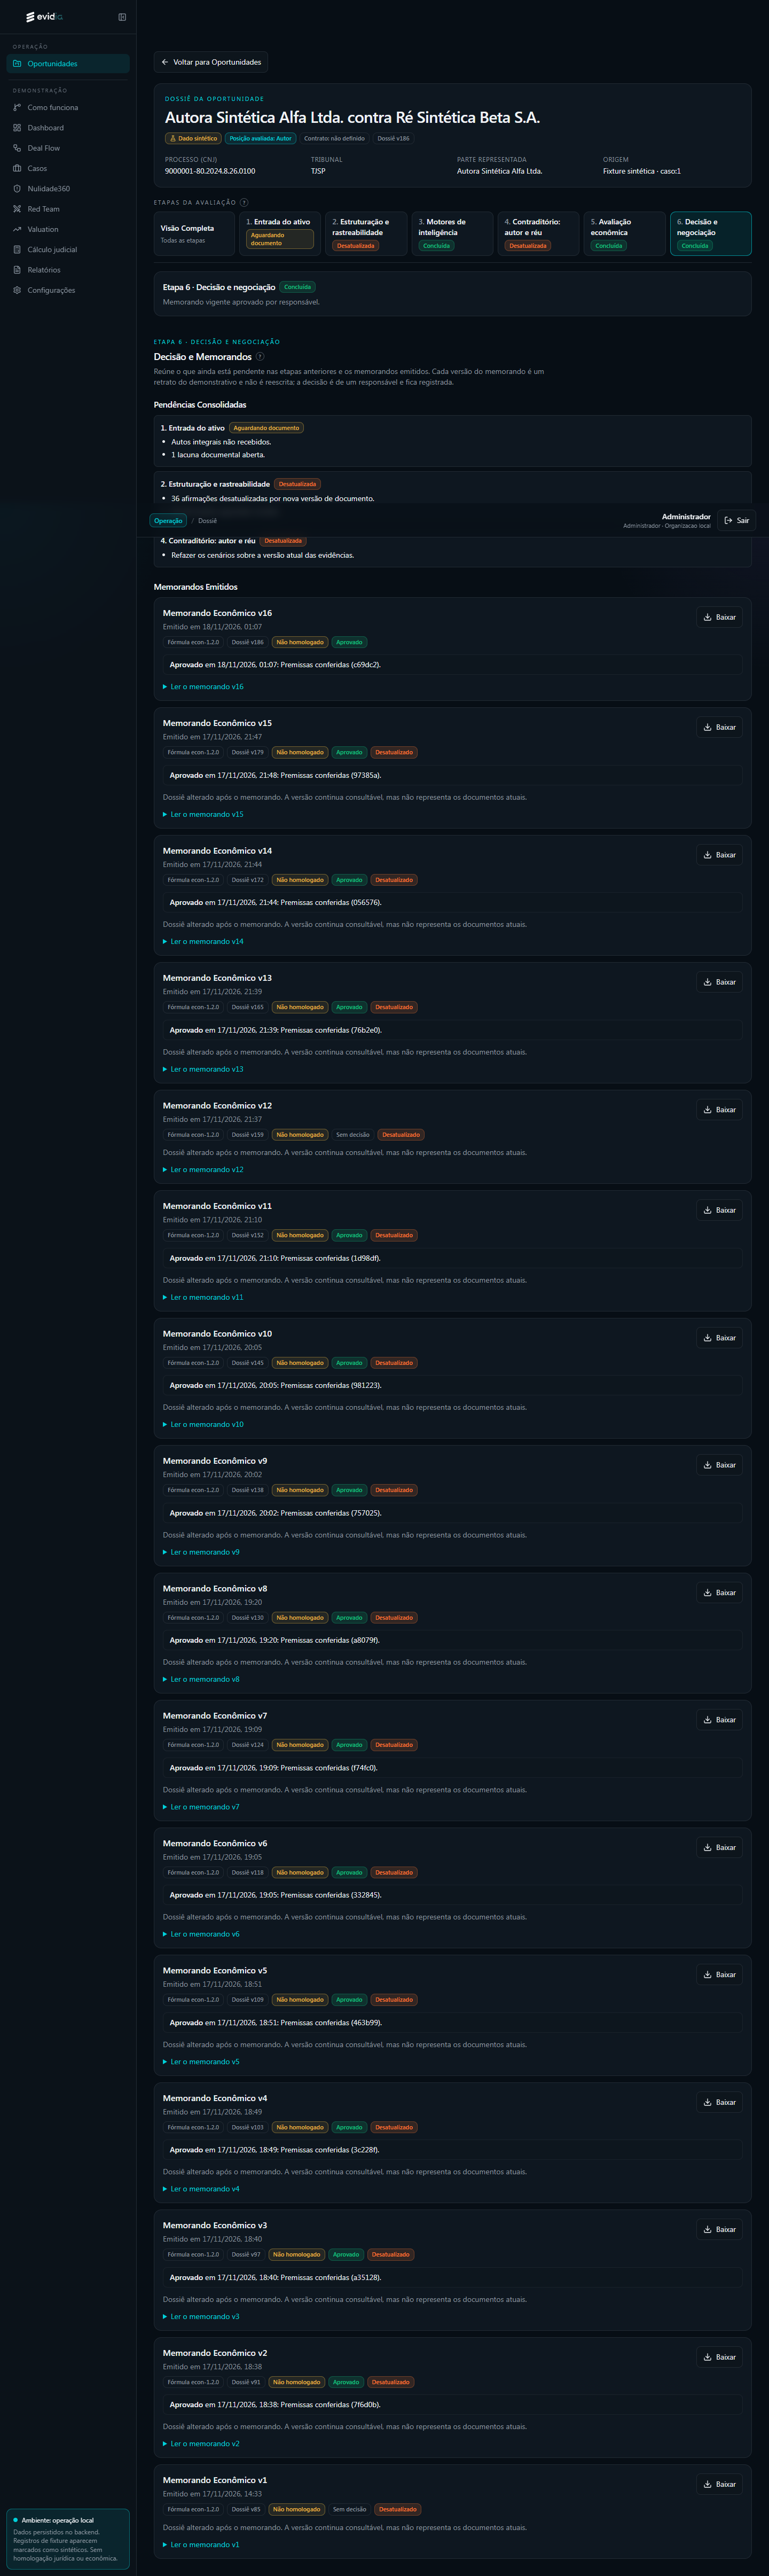 evidia
OPERAÇÃO
Oportunidades
DEMONSTRAÇÃO
Como funciona
Dashboard
Deal Flow
Casos
Nulidade360
Red Team
Valuation
Cálculo judicial
Relatórios
Configurações
Voltar para Oportunidades
DOSSIÊ DA OPORTUNIDADE
Autora Sintética Alfa Ltda. contra Ré Sintética Beta S.A.
Dado sintético Posição avaliada: Autor Contrato: não definido Dossiê v186
PROCESSO (CNJ) TRIBUNAL PARTE REPRESENTADA ORIGEM
9000001-80.2024.8.26.0100 TJSP Autora Sintética Alfa Ltda. Fixture sintético · caso:1
ETAPAS DA AVALIAÇÃO
Visão Completa
Todas as etapas
1. Entrada do ativo
Aguardando
documento
2. Estruturação e
rastreabilidade
Desatualizada
3. Motores de
inteligência
Concluída
4. Contraditório:
autor e réu
Desatualizada
5. Avaliação
econômica
Concluída
6. Decisão e
negociação
Concluída
Etapa 6 · Decisão e negociação Concluída
Memorando vigente aprovado por responsável.
ETAPA 6 · DECISÃO E NEGOCIAÇÃO
Decisão e Memorandos
Reúne o que ainda está pendente nas etapas anteriores e os memorandos emitidos. Cada versão do memorando é um
retrato do demonstrativo e não é reescrita; a decisão é de um responsável e fica registrada.
Pendências Consolidadas
1. Entrada do ativo Aguardando documento
Autos integrais não recebidos.
1 lacuna documental aberta.
2. Estruturação e rastreabilidade Desatualizada
36 afirmações desatualizadas por nova versão de documento.
Operação / Dossiê
Administrador
Administrador · Organizacao local
Sair
4. Contraditório: autor e réu Desatualizada
Refazer os cenários sobre a versão atual das evidências.
Memorandos Emitidos
Memorando Econômico v16
Baixar
Emitido em 18/11/2026, 01:07
Fórmula econ-1.2.0 Dossiê v186 Não homologado Aprovado
Aprovado em 18/11/2026, 01:07: Premissas conferidas (c69dc2).
Ler o memorando v16
Memorando Econômico v15
Baixar
Emitido em 17/11/2026, 21:47
Fórmula econ-1.2.0 Dossiê v179 Não homologado Aprovado Desatualizado
Aprovado em 17/11/2026, 21:48: Premissas conferidas (97385a).
Dossiê alterado após o memorando. A versão continua consultável, mas não representa os documentos atuais.
Ler o memorando v15
Memorando Econômico v14
Baixar
Emitido em 17/11/2026, 21:44
Fórmula econ-1.2.0 Dossiê v172 Não homologado Aprovado Desatualizado
Aprovado em 17/11/2026, 21:44: Premissas conferidas (056576).
Dossiê alterado após o memorando. A versão continua consultável, mas não representa os documentos atuais.
Ler o memorando v14
Memorando Econômico v13
Baixar
Emitido em 17/11/2026, 21:39
Fórmula econ-1.2.0 Dossiê v165 Não homologado Aprovado Desatualizado
Aprovado em 17/11/2026, 21:39: Premissas conferidas (76b2e0).
Dossiê alterado após o memorando. A versão continua consultável, mas não representa os documentos atuais.
Ler o memorando v13
Memorando Econômico v12
Baixar
Emitido em 17/11/2026, 21:37
Fórmula econ-1.2.0 Dossiê v159 Não homologado Sem decisão Desatualizado
Dossiê alterado após o memorando. A versão continua consultável, mas não representa os documentos atuais.
Ler o memorando v12
Memorando Econômico v11
Baixar
Emitido em 17/11/2026, 21:10
Fórmula econ-1.2.0 Dossiê v152 Não homologado Aprovado Desatualizado
Aprovado em 17/11/2026, 21:10: Premissas conferidas (1d98df).
Dossiê alterado após o memorando. A versão continua consultável, mas não representa os documentos atuais.
Ler o memorando v11
Memorando Econômico v10
Baixar
Emitido em 17/11/2026, 20:05
Fórmula econ-1.2.0 Dossiê v145 Não homologado Aprovado Desatualizado
Aprovado em 17/11/2026, 20:05: Premissas conferidas (981223).
Dossiê alterado após o memorando. A versão continua consultável, mas não representa os documentos atuais.
Ler o memorando v10
Memorando Econômico v9
Baixar
Emitido em 17/11/2026, 20:02
Fórmula econ-1.2.0 Dossiê v138 Não homologado Aprovado Desatualizado
Aprovado em 17/11/2026, 20:02: Premissas conferidas (757025).
Dossiê alterado após o memorando. A versão continua consultável, mas não representa os documentos atuais.
Ler o memorando v9
Memorando Econômico v8
Baixar
Emitido em 17/11/2026, 19:20
Fórmula econ-1.2.0 Dossiê v130 Não homologado Aprovado Desatualizado
Aprovado em 17/11/2026, 19:20: Premissas conferidas (a8079f).
Dossiê alterado após o memorando. A versão continua consultável, mas não representa os documentos atuais.
Ler o memorando v8
Memorando Econômico v7
Baixar
Emitido em 17/11/2026, 19:09
Fórmula econ-1.2.0 Dossiê v124 Não homologado Aprovado Desatualizado
Aprovado em 17/11/2026, 19:09: Premissas conferidas (f74fc0).
Dossiê alterado após o memorando. A versão continua consultável, mas não representa os documentos atuais.
Ler o memorando v7
Memorando Econômico v6
Baixar
Emitido em 17/11/2026, 19:05
Fórmula econ-1.2.0 Dossiê v118 Não homologado Aprovado Desatualizado
Aprovado em 17/11/2026, 19:05: Premissas conferidas (332845).
Dossiê alterado após o memorando. A versão continua consultável, mas não representa os documentos atuais.
Ler o memorando v6
Memorando Econômico v5
Baixar
Emitido em 17/11/2026, 18:51
Fórmula econ-1.2.0 Dossiê v109 Não homologado Aprovado Desatualizado
Aprovado em 17/11/2026, 18:51: Premissas conferidas (463b99).
Dossiê alterado após o memorando. A versão continua consultável, mas não representa os documentos atuais.
Ler o memorando v5
Memorando Econômico v4
Baixar
Emitido em 17/11/2026, 18:49
Fórmula econ-1.2.0 Dossiê v103 Não homologado Aprovado Desatualizado
Aprovado em 17/11/2026, 18:49: Premissas conferidas (3c228f).
Dossiê alterado após o memorando. A versão continua consultável, mas não representa os documentos atuais.
Ler o memorando v4
Memorando Econômico v3
Baixar
Emitido em 17/11/2026, 18:40
Fórmula econ-1.2.0 Dossiê v97 Não homologado Aprovado Desatualizado
Aprovado em 17/11/2026, 18:40: Premissas conferidas (a35128).
Dossiê alterado após o memorando. A versão continua consultável, mas não representa os documentos atuais.
Ler o memorando v3
Memorando Econômico v2
Baixar
Emitido em 17/11/2026, 18:38
Fórmula econ-1.2.0 Dossiê v91 Não homologado Aprovado Desatualizado
Aprovado em 17/11/2026, 18:38: Premissas conferidas (7f6d0b).
Dossiê alterado após o memorando. A versão continua consultável, mas não representa os documentos atuais.
Ler o memorando v2
Memorando Econômico v1
Baixar
Emitido em 17/11/2026, 14:33
Fórmula econ-1.2.0 Dossiê v85 Não homologado Sem decisão Desatualizado
Dossiê alterado após o memorando. A versão continua consultável, mas não representa os documentos atuais.
Ler o memorando v1
Ambiente: operação local
Dados persistidos no backend.
Registros de fixture aparecem
marcados como sintéticos. Sem
homologação jurídica ou econômica.